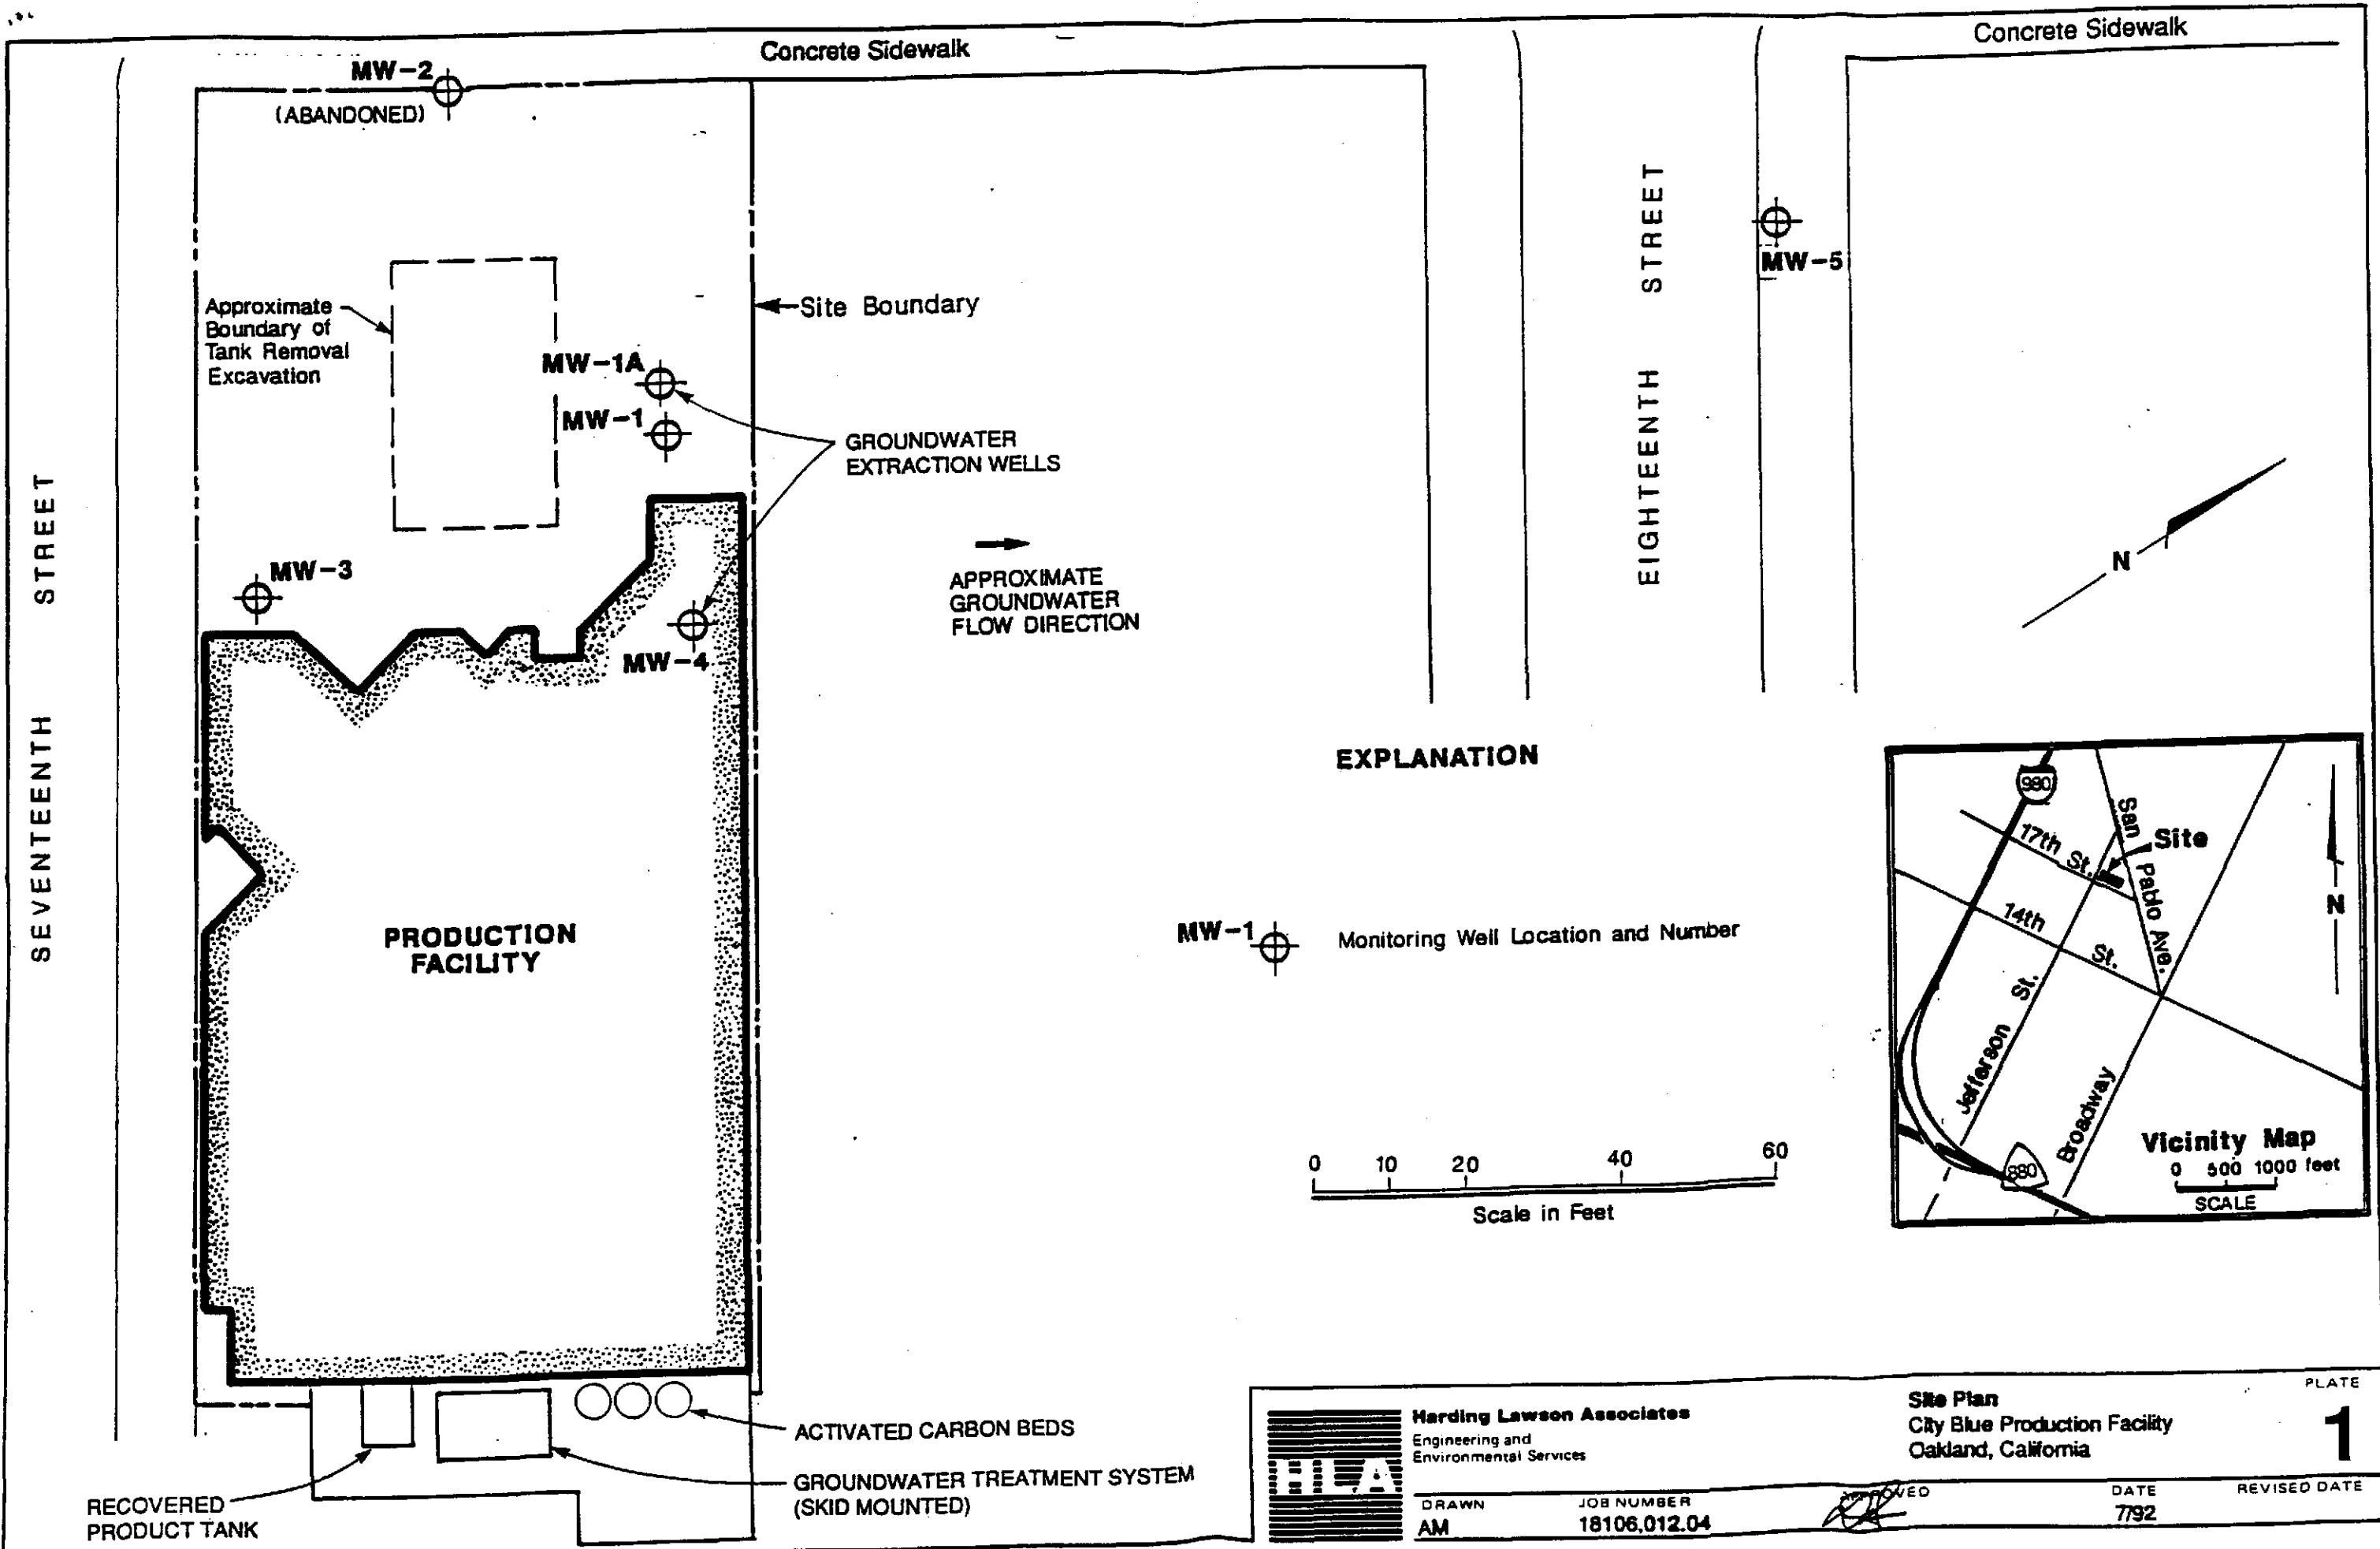 Concrete Sidewalk
Concrete Sidewalk
MW-2
(ABANDONED)
STREET
EIGHTEENTH
MW-5
Approximate
Boundary of
Tank Removal
Excavation
Site Boundary
MW-1A
MW-1
GROUNDWATER
EXTRACTION WELLS
STREET
SEVENTEENTH
MW-3
MW-4
APPROXIMATE
GROUNDWATER
FLOW DIRECTION
N
EXPLANATION
MW-1
Monitoring Well Location and Number
PRODUCTION
FACILITY
980
San Pablo Ave.
17th St.
Site
14th St.
N
Jefferson St.
Broadway
880
Vicinity Map
0 500 1000 feet
SCALE
0 10 20 40 60
Scale in Feet
ACTIVATED CARBON BEDS
GROUNDWATER TREATMENT SYSTEM
(SKID MOUNTED)
RECOVERED
PRODUCT TANK
HLA
Harding Lawson Associates
Engineering and
Environmental Services
Site Plan
City Blue Production Facility
Oakland, California
PLATE
1
DRAWN
AM
JOB NUMBER
18106,012.04
APPROVED
DATE
7/92
REVISED DATE